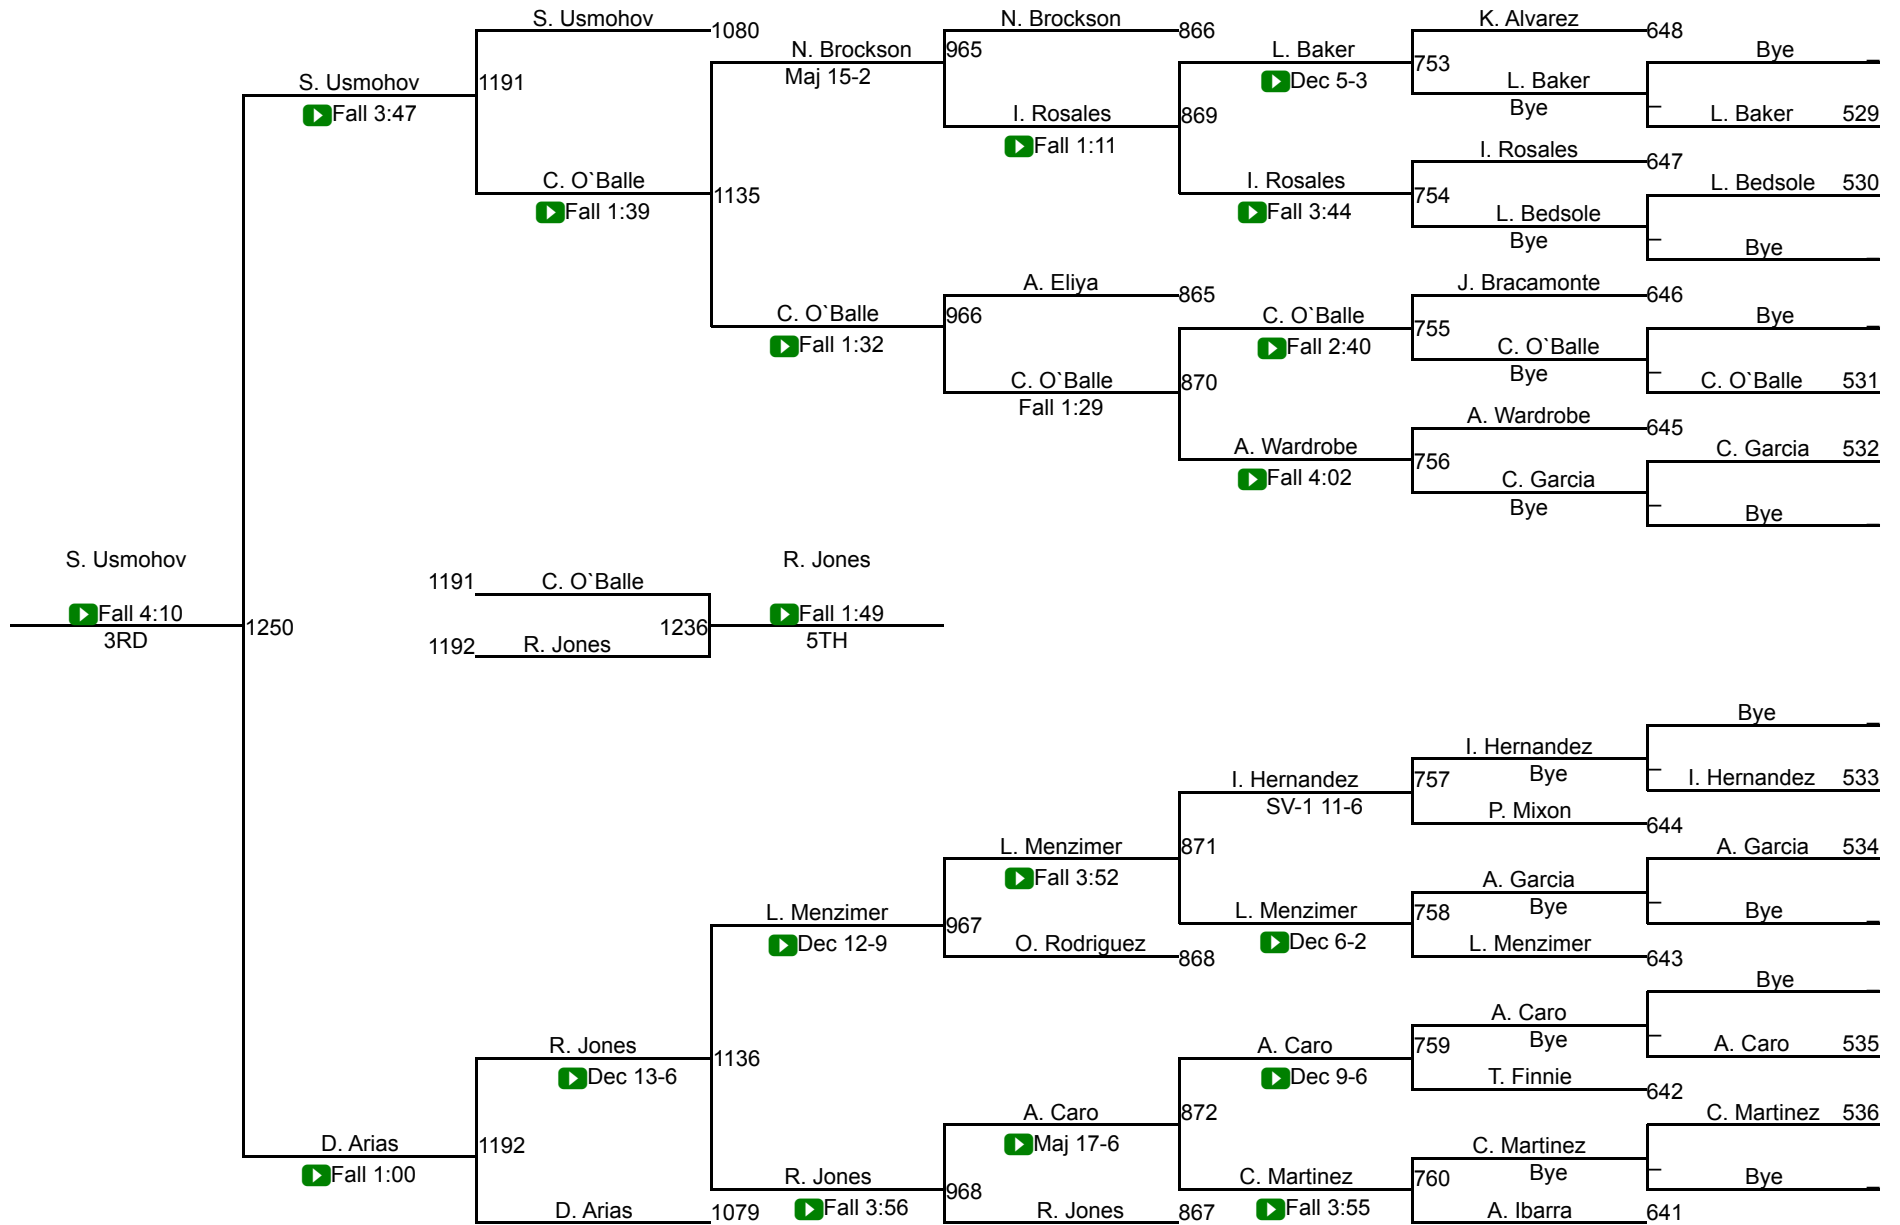 S. Usmohov
1080
N. Brockson
866
K. Alvarez
648
N. Brockson
965
L. Baker
Bye
Maj 15-2
Dec 5-3
753
S. Usmohov
1191
L. Baker
Bye
Fall 3:47
I. Rosales
869
L. Baker 529
Fall 1:11
I. Rosales
647
C. O`Balle
1135
I. Rosales
754
L. Bedsole 530
Fall 1:39
Fall 3:44
L. Bedsole
Bye
Bye
A. Eliya
865
J. Bracamonte
646
C. O`Balle
966
C. O`Balle
755
Bye
Fall 1:32
Fall 2:40
C. O`Balle
Bye
C. O`Balle
870
C. O`Balle 531
Fall 1:29
A. Wardrobe
645
A. Wardrobe
756
C. Garcia 532
Fall 4:02
C. Garcia
Bye
Bye
S. Usmohov
R. Jones
1191
C. O`Balle
Fall 4:10
3RD
1250
1236
Fall 1:49
5TH
1192
R. Jones
Bye
I. Hernandez
Bye
I. Hernandez
757
I. Hernandez 533
SV-1 11-6
P. Mixon
644
L. Menzimer
871
A. Garcia 534
Fall 3:52
A. Garcia
Bye
L. Menzimer
967
L. Menzimer
758
Bye
Dec 12-9
O. Rodriguez
868
Dec 6-2
L. Menzimer
643
Bye
A. Caro
Bye
R. Jones
1136
A. Caro
759
A. Caro 535
Dec 13-6
Dec 9-6
T. Finnie
642
A. Caro
872
C. Martinez 536
Maj 17-6
D. Arias
1192
C. Martinez
Bye
Fall 1:00
R. Jones
968
C. Martinez
760
Bye
Fall 3:56
Fall 3:55
D. Arias
1079
R. Jones
867
A. Ibarra
641